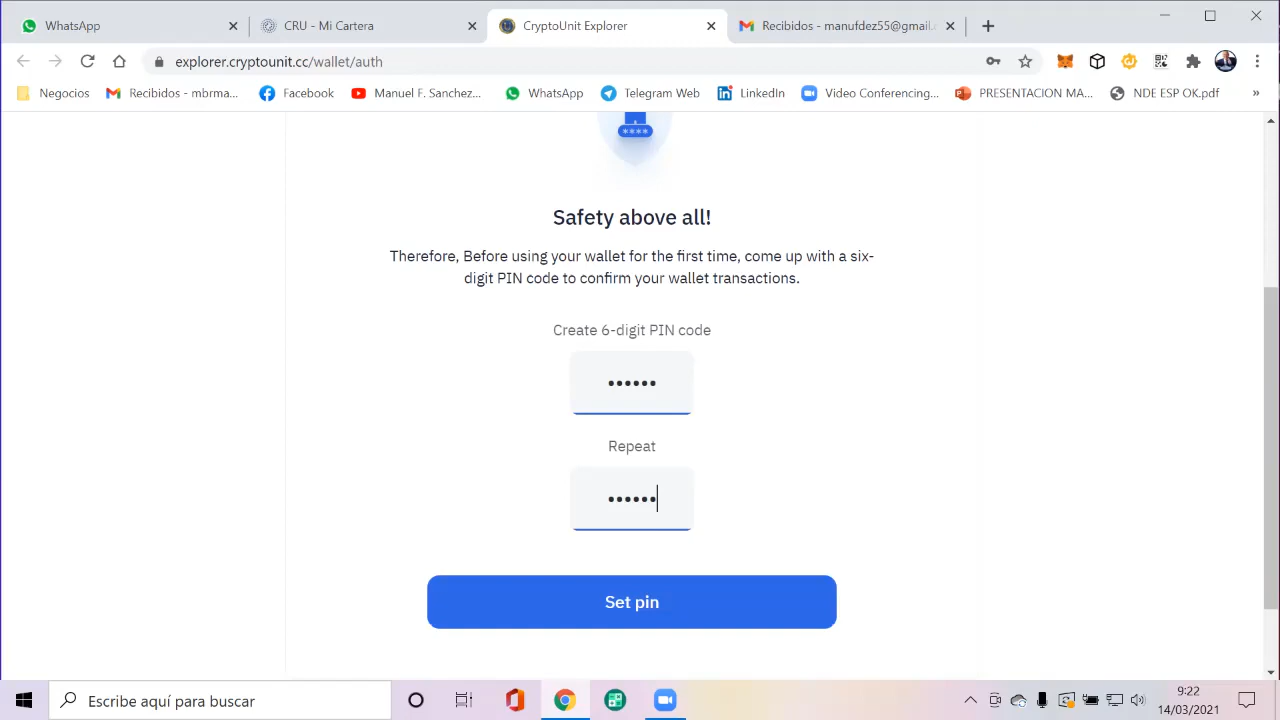 WhatsApp
CRU - Mi Cartera
CryptoUnit Explorer
Recibidos - manufdez55@gmail.c
explorer.cryptounit.cc/wallet/auth
Negocios
Recibidos - mbrma...
Facebook
Manuel F. Sanchez...
WhatsApp
Telegram Web
LinkedIn
Video Conferencing...
PRESENTACION MA...
NDE ESP OK.pdf
»
****
Safety above all!
Therefore, Before using your wallet for the first time, come up with a six-
digit PIN code to confirm your wallet transactions.
Create 6-digit PIN code
••••••
Repeat
••••••
Set pin
Escribe aquí para buscar
9:22
14/03/2021